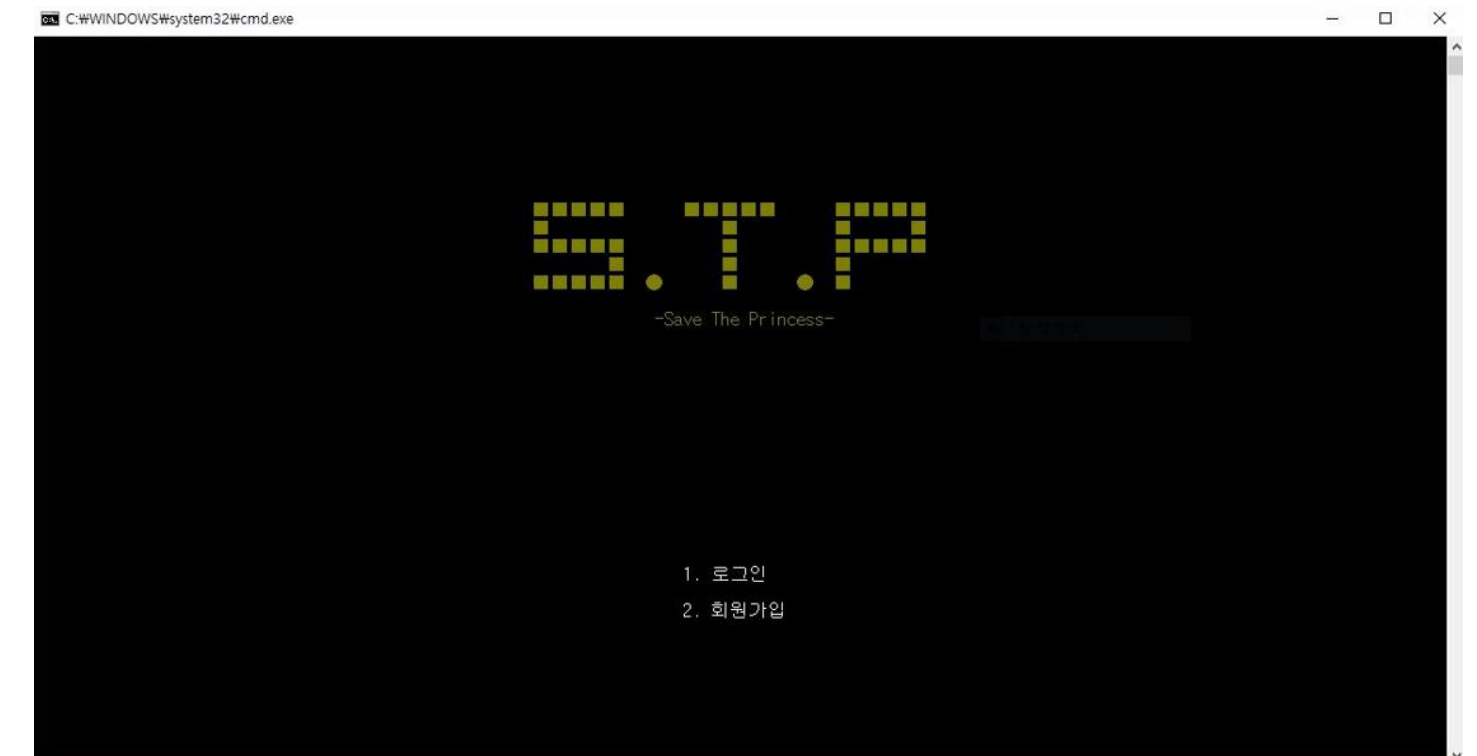 C:₩WINDOWS₩system32₩cmd.exe
S.T.P
-Save The Princess-
1. 로그인
2. 회원가입